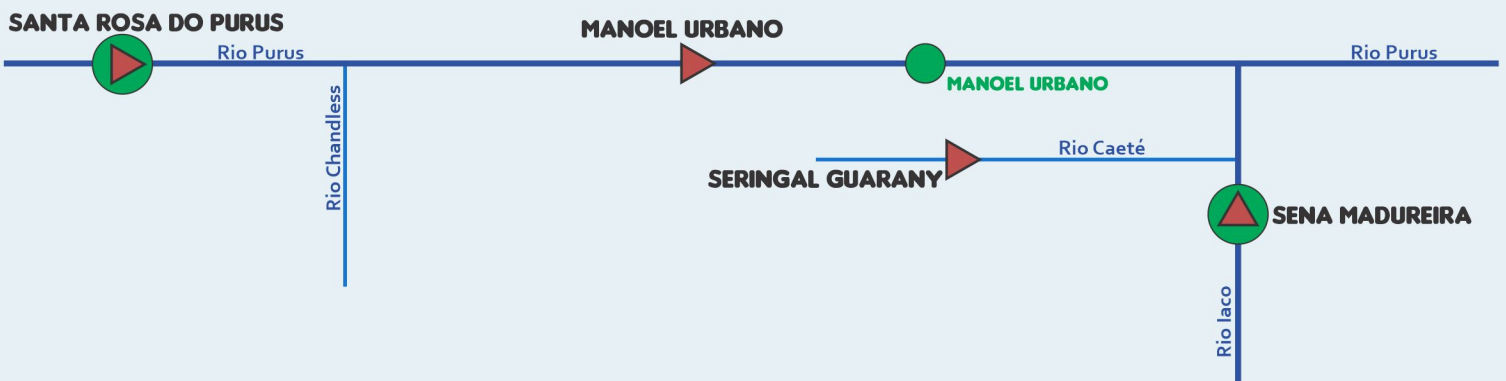 SANTA ROSA DO PURUS
MANOEL URBANO
Rio Purus
Rio Purus
MANOEL URBANO
Rio Chandless
Rio Caeté
SERINGAL GUARANY
SENA MADUREIRA
Rio Iaco